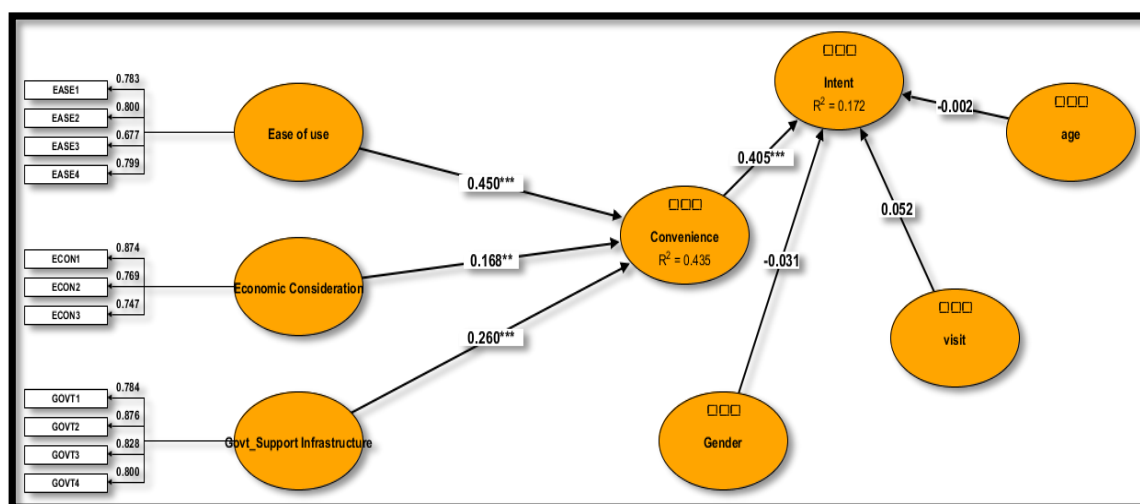 EASE1
0.783
EASE2
0.800
EASE3
0.677
EASE4
0.799
Ease of use
0.450***
ECON1
0.874
ECON2
0.769
ECON3
0.747
Economic Consideration
0.168**
GOVT1
0.784
GOVT2
0.876
GOVT3
0.828
GOVT4
0.800
Govt_Support Infrastructure
0.260***
Convenience
R² = 0.435
0.405***
Intent
R² = 0.172
-0.002
age
0.052
visit
-0.031
Gender